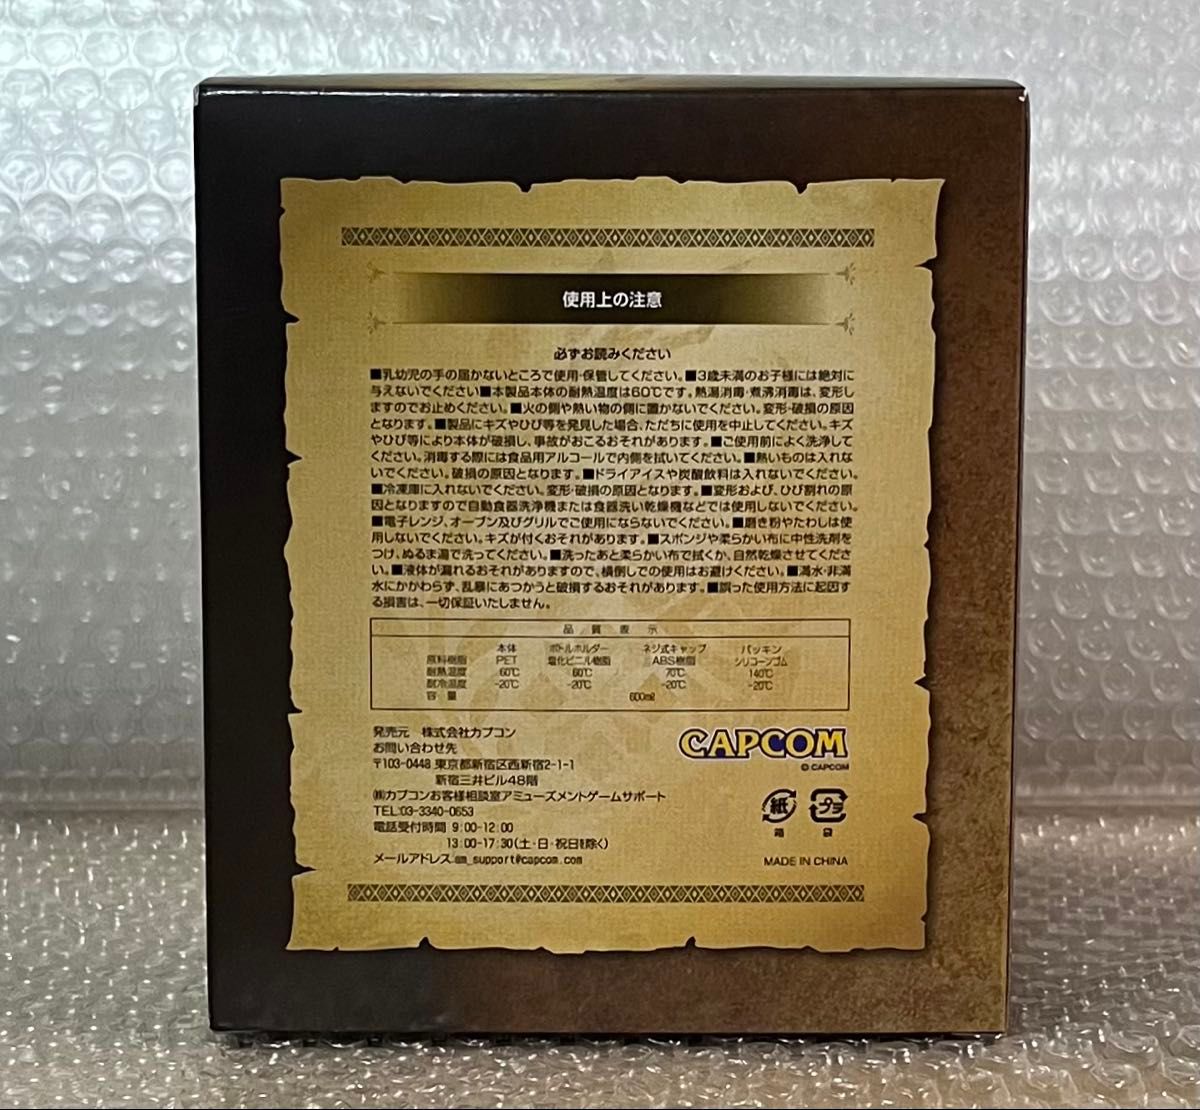 使用上の注意
必ずお読みください
■乳幼児の手の届かないところで使用・保管してください。■3歳未満のお子様には絶対に
与えないでください■本製品本体の耐熱温度は60℃です。熱湯消毒・煮沸消毒は、変形し
ますのでお止めください。■火の側や熱い物の側に置かないでください。変形・破損の原因
となります。■製品にキズやひび等を発見した場合、ただちに使用を中止してください。キズ
やひび等により本体が破損し、事故がおこるおそれがあります。■ご使用前によく洗浄して
ください。消毒する際には食品用アルコールで内側を拭いてください。■熱いものは入れな
いでください。破損の原因となります。■ドライアイスや炭酸飲料は入れないでください。
■冷凍庫に入れないでください。変形・破損の原因となります。■変形および、ひび割れの原
因となりますので自動食器洗浄機または食器洗い乾燥機などでは使用しないでください。
■電子レンジ、オーブン及びグリルでご使用にならないでください。■磨き粉やたわしは使
用しないでください。キズが付くおそれがあります。■スポンジや柔らかい布に中性洗剤を
つけ、ぬるま湯で洗ってください。■洗ったあと柔らかい布で拭くか、自然乾燥させてくださ
い。■液体が漏れるおそれがありますので、横倒しでの使用はお避けください。■満水・非満
水にかかわらず、乱暴にあつかうと破損するおそれがあります。■誤った使用方法に起因す
る損害は、一切保証いたしません。
品質表示
本体 ボトルホルダー ネジ式キャップ パッキン
原料樹脂 PET 塩化ビニル樹脂 ABS樹脂 シリコーンゴム
耐熱温度 60℃ 60℃ 70℃ 140℃
耐冷温度 -20℃ -20℃ -20℃ -20℃
容量 600mℓ
発売元 株式会社カプコン
お問い合わせ先
〒103-0448 東京都新宿区西新宿2-1-1
新宿三井ビル48階
㈱カプコンお客様相談室アミューズメントゲームサポート
TEL:03-3340-0653
電話受付時間 9:00-12:00
13:00-17:30(土・日・祝日を除く)
メールアドレス:am_support@capcom.com
CAPCOM
© CAPCOM
紙 プラ
箱 袋
MADE IN CHINA